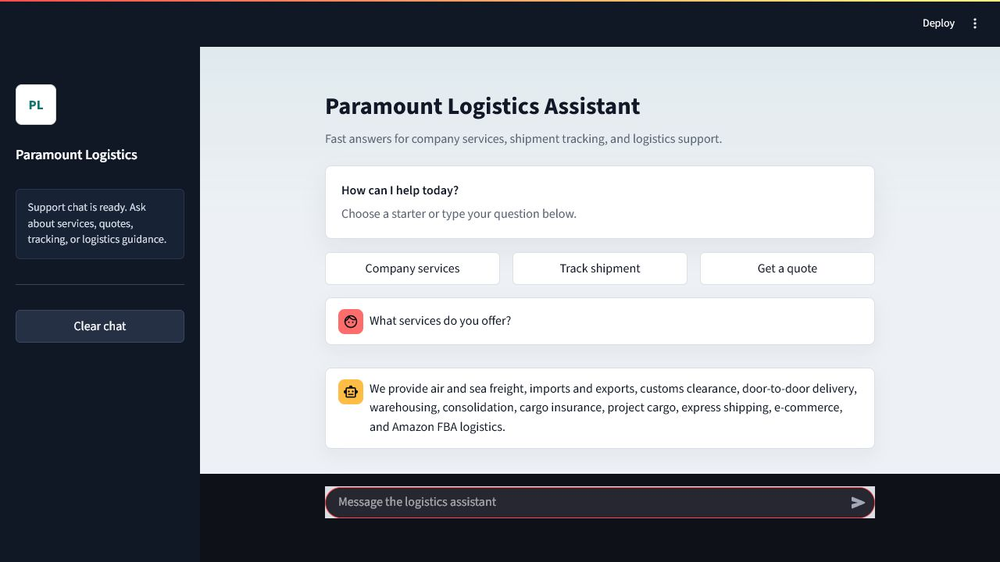 Deploy
PL
Paramount Logistics
Support chat is ready. Ask
about services, quotes,
tracking, or logistics guidance.
Clear chat
Paramount Logistics Assistant
Fast answers for company services, shipment tracking, and logistics support.
How can I help today?
Choose a starter or type your question below.
Company services
Track shipment
Get a quote
What services do you offer?
We provide air and sea freight, imports and exports, customs clearance, door-to-door delivery,
warehousing, consolidation, cargo insurance, project cargo, express shipping, e-commerce,
and Amazon FBA logistics.
Message the logistics assistant